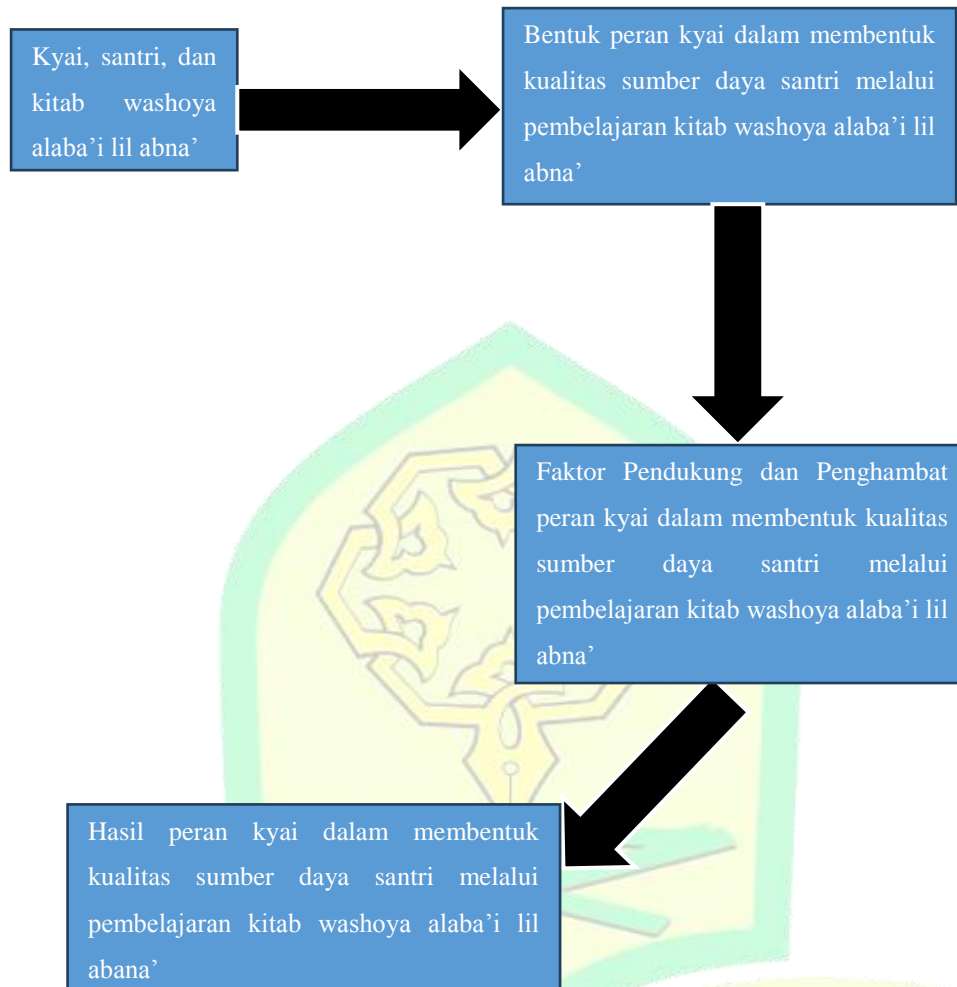 Kyai, santri, dan
kitab washoya
alaba’i lil abna’
Bentuk peran kyai dalam membentuk
kualitas sumber daya santri melalui
pembelajaran kitab washoya alaba’i lil
abna’
Faktor Pendukung dan Penghambat
peran kyai dalam membentuk kualitas
sumber daya santri melalui
pembelajaran kitab washoya alaba’i lil
abna’
Hasil peran kyai dalam membentuk
kualitas sumber daya santri melalui
pembelajaran kitab washoya alaba’i lil
abana’